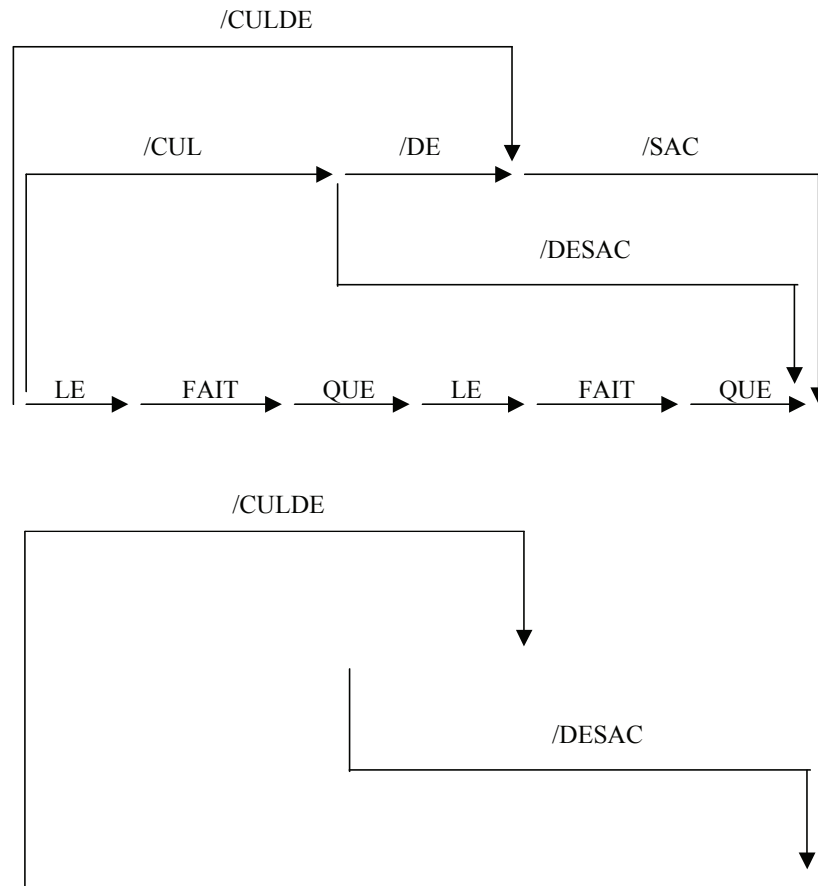 /CULDE
/CUL /DE /SAC
/DESAC
LE FAIT QUE LE FAIT QUE
/CULDE
/DESAC